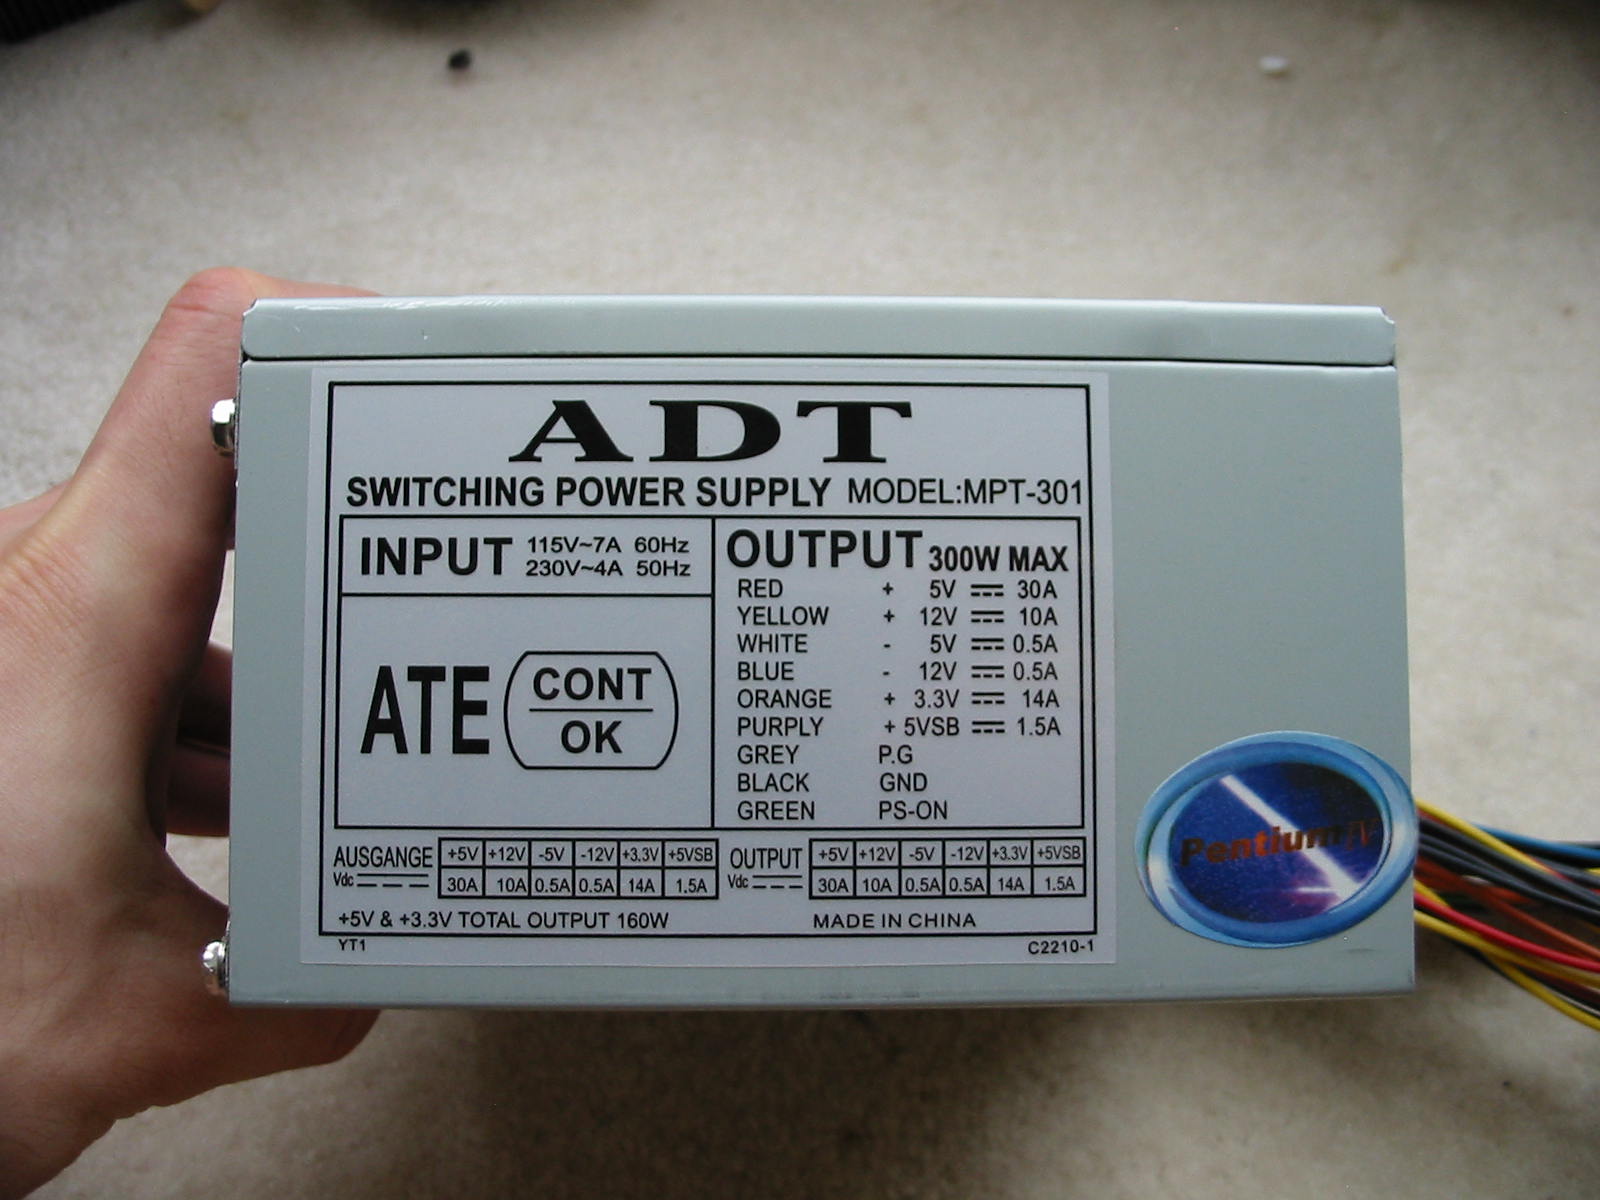 ADT
SWITCHING POWER SUPPLY MODEL:MPT-301
INPUT 115V~7A 60Hz
230V~4A 50Hz
ATE CONT
OK
OUTPUT 300W MAX
RED + 5V 30A
YELLOW + 12V 10A
WHITE - 5V 0.5A
BLUE - 12V 0.5A
ORANGE + 3.3V 14A
PURPLY + 5VSB 1.5A
GREY P.G
BLACK GND
GREEN PS-ON
AUSGANGE +5V +12V -5V -12V +3.3V +5VSB
Vdc 30A 10A 0.5A 0.5A 14A 1.5A
OUTPUT +5V +12V -5V -12V +3.3V +5VSB
Vdc 30A 10A 0.5A 0.5A 14A 1.5A
+5V & +3.3V TOTAL OUTPUT 160W
MADE IN CHINA
YT1
C2210-1
Pentium IV